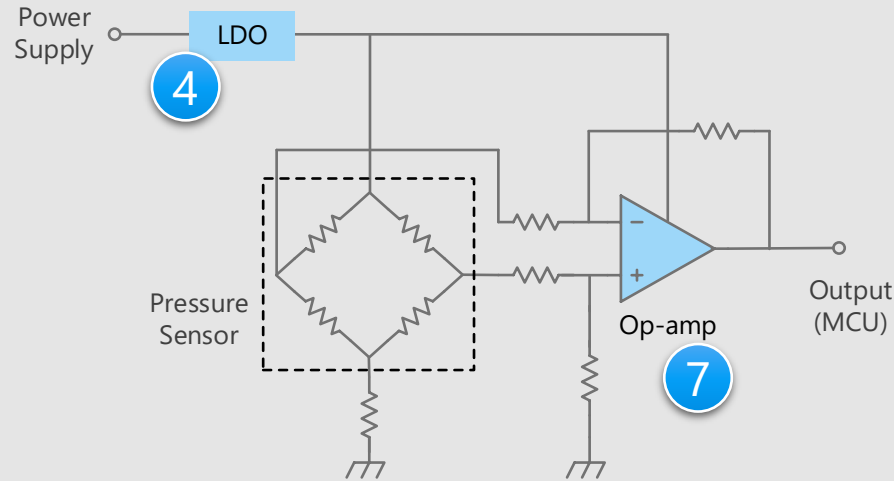 Power
Supply
LDO
4
−
+
Pressure
Sensor
Op-amp
7
Output
(MCU)